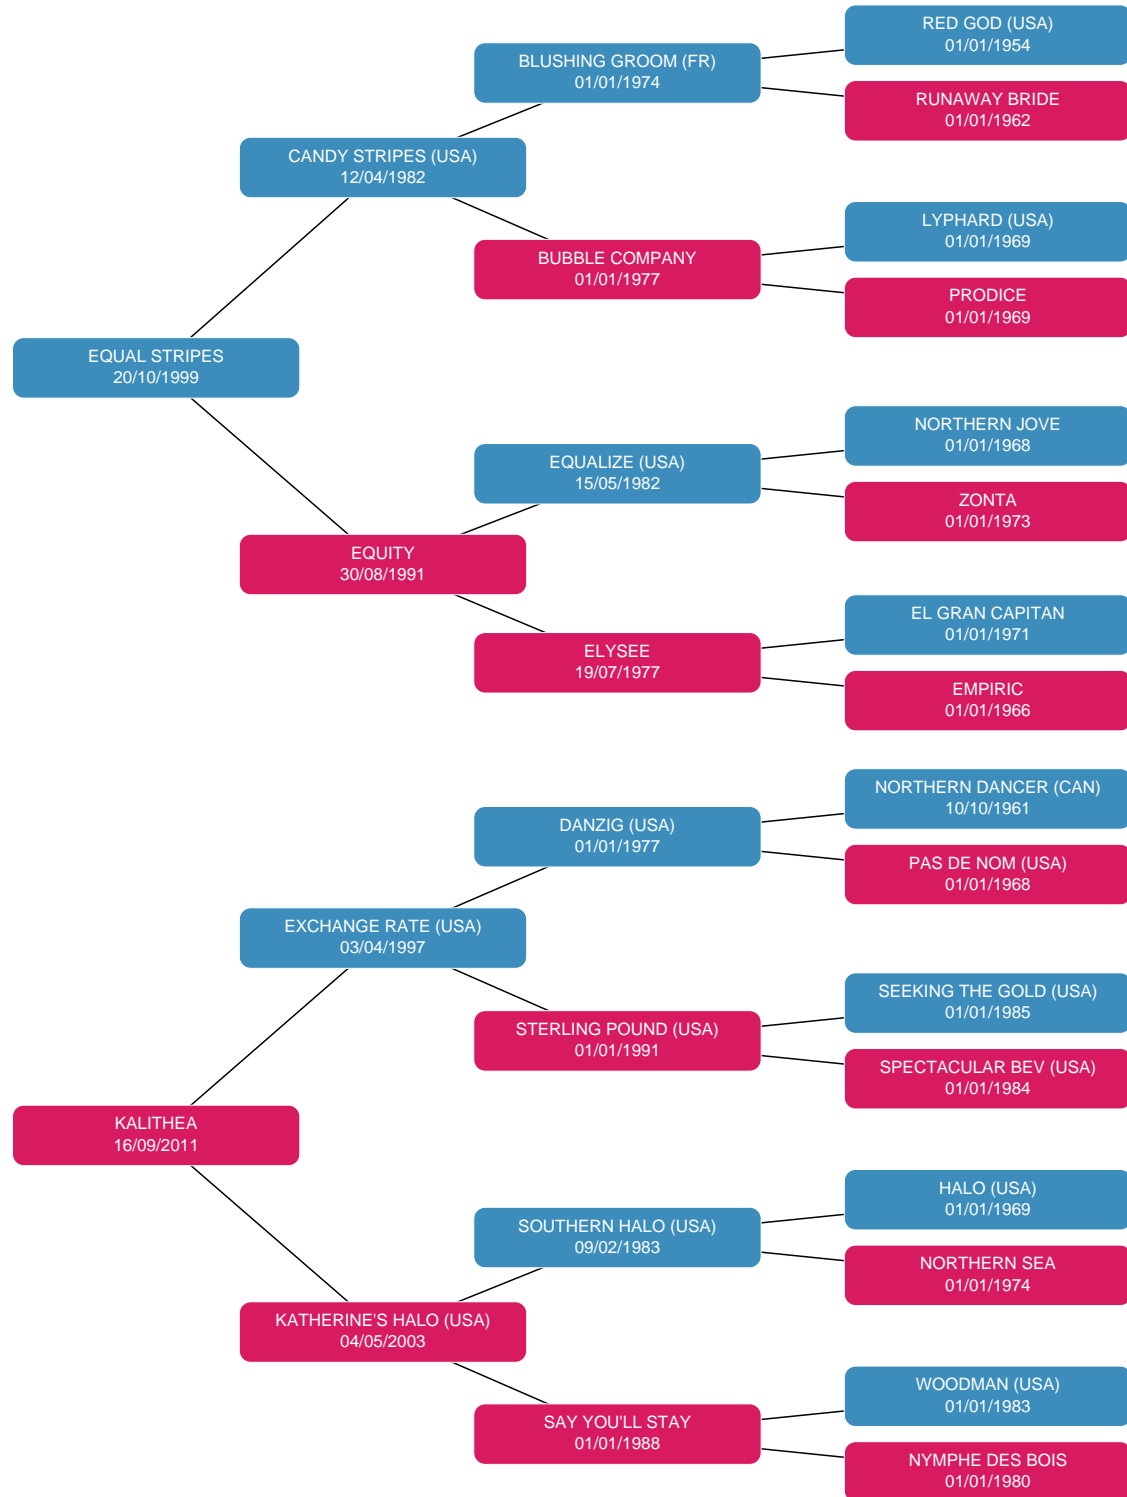 RED GOD (USA)
01/01/1954
BLUSHING GROOM (FR)
01/01/1974
RUNAWAY BRIDE
01/01/1962
CANDY STRIPES (USA)
12/04/1982
LYPHARD (USA)
01/01/1969
BUBBLE COMPANY
01/01/1977
PRODICE
01/01/1969
EQUAL STRIPES
20/10/1999
NORTHERN JOVE
01/01/1968
EQUALIZE (USA)
15/05/1982
ZONTA
01/01/1973
EQUITY
30/08/1991
EL GRAN CAPITAN
01/01/1971
ELYSEE
19/07/1977
EMPIRIC
01/01/1966
NORTHERN DANCER (CAN)
10/10/1961
DANZIG (USA)
01/01/1977
PAS DE NOM (USA)
01/01/1968
EXCHANGE RATE (USA)
03/04/1997
SEEKING THE GOLD (USA)
01/01/1985
STERLING POUND (USA)
01/01/1991
SPECTACULAR BEV (USA)
01/01/1984
KALITHEA
16/09/2011
HALO (USA)
01/01/1969
SOUTHERN HALO (USA)
09/02/1983
NORTHERN SEA
01/01/1974
KATHERINE'S HALO (USA)
04/05/2003
WOODMAN (USA)
01/01/1983
SAY YOU'LL STAY
01/01/1988
NYMPHE DES BOIS
01/01/1980